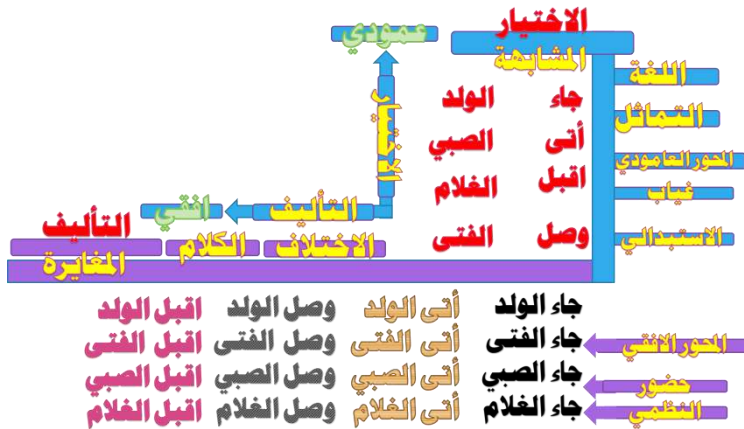 الاختيار
المشابهة
عمودي
اللغة
التماثل
المحور العامودي
غياب
الاستبدالي
جاء الولد
أتى الصبي
اقبل الغلام
وصل الفتى
الاختيار
التأليف
افقي
الاختلاف
الكلام
التأليف
المغايرة
جاء الولد أتى الولد وصل الولد اقبل الولد
جاء الفتى أتى الفتى وصل الفتى اقبل الفتى
جاء الصبي أتى الصبي وصل الصبي اقبل الصبي
جاء الغلام أتى الغلام وصل الغلام اقبل الغلام
المحور الافقي
حضور
النظمي